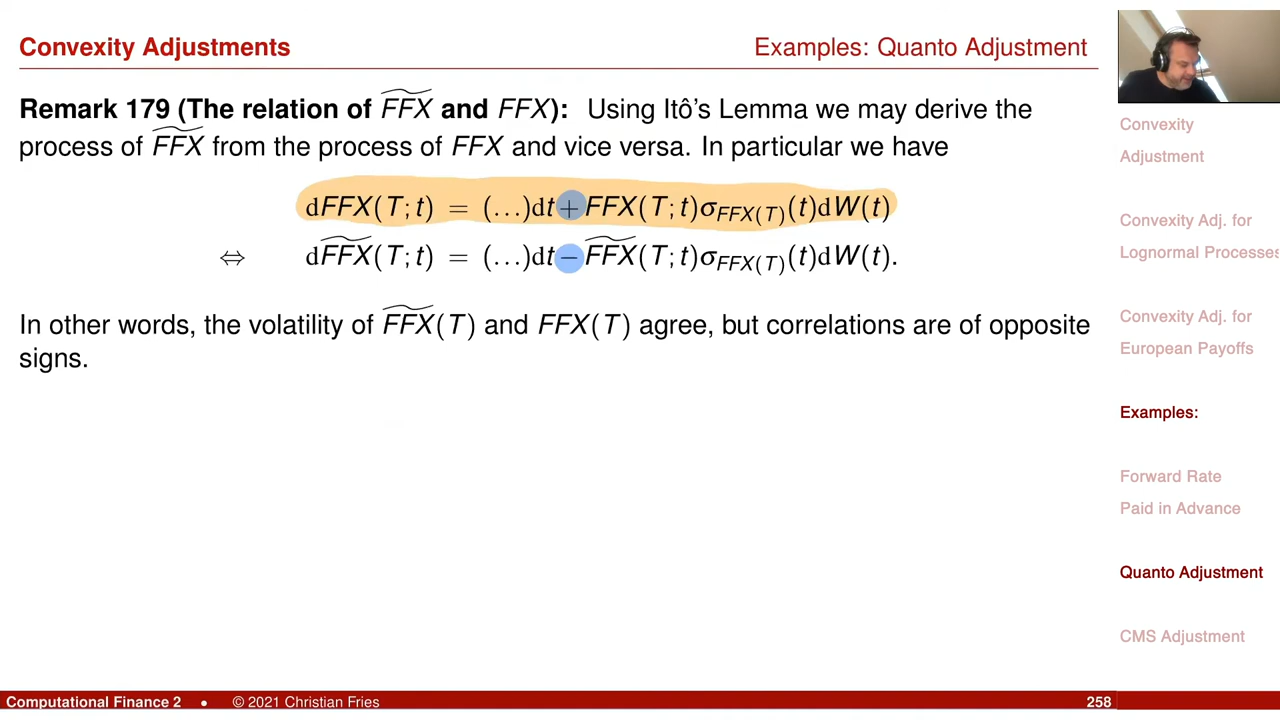 Convexity Adjustments
Examples: Quanto Adjustment
Remark 179 (The relation of F͠F͠X͠ and FFX): Using Itô's Lemma we may derive the
process of F͠F͠X͠ from the process of FFX and vice versa. In particular we have
dFFX(T;t) = (...)dt+FFX(T;t)σ_FFX(T)(t)dW(t)
⇔ dF͠F͠X͠(T;t) = (...)dt−F͠F͠X͠(T;t)σ_FFX(T)(t)dW(t).
In other words, the volatility of F͠F͠X͠(T) and FFX(T) agree, but correlations are of opposite
signs.
Convexity
Adjustment
Convexity Adj. for
Lognormal Processes
Convexity Adj. for
European Payoffs
Examples:
Forward Rate
Paid in Advance
Quanto Adjustment
CMS Adjustment
Computational Finance 2 • © 2021 Christian Fries 258